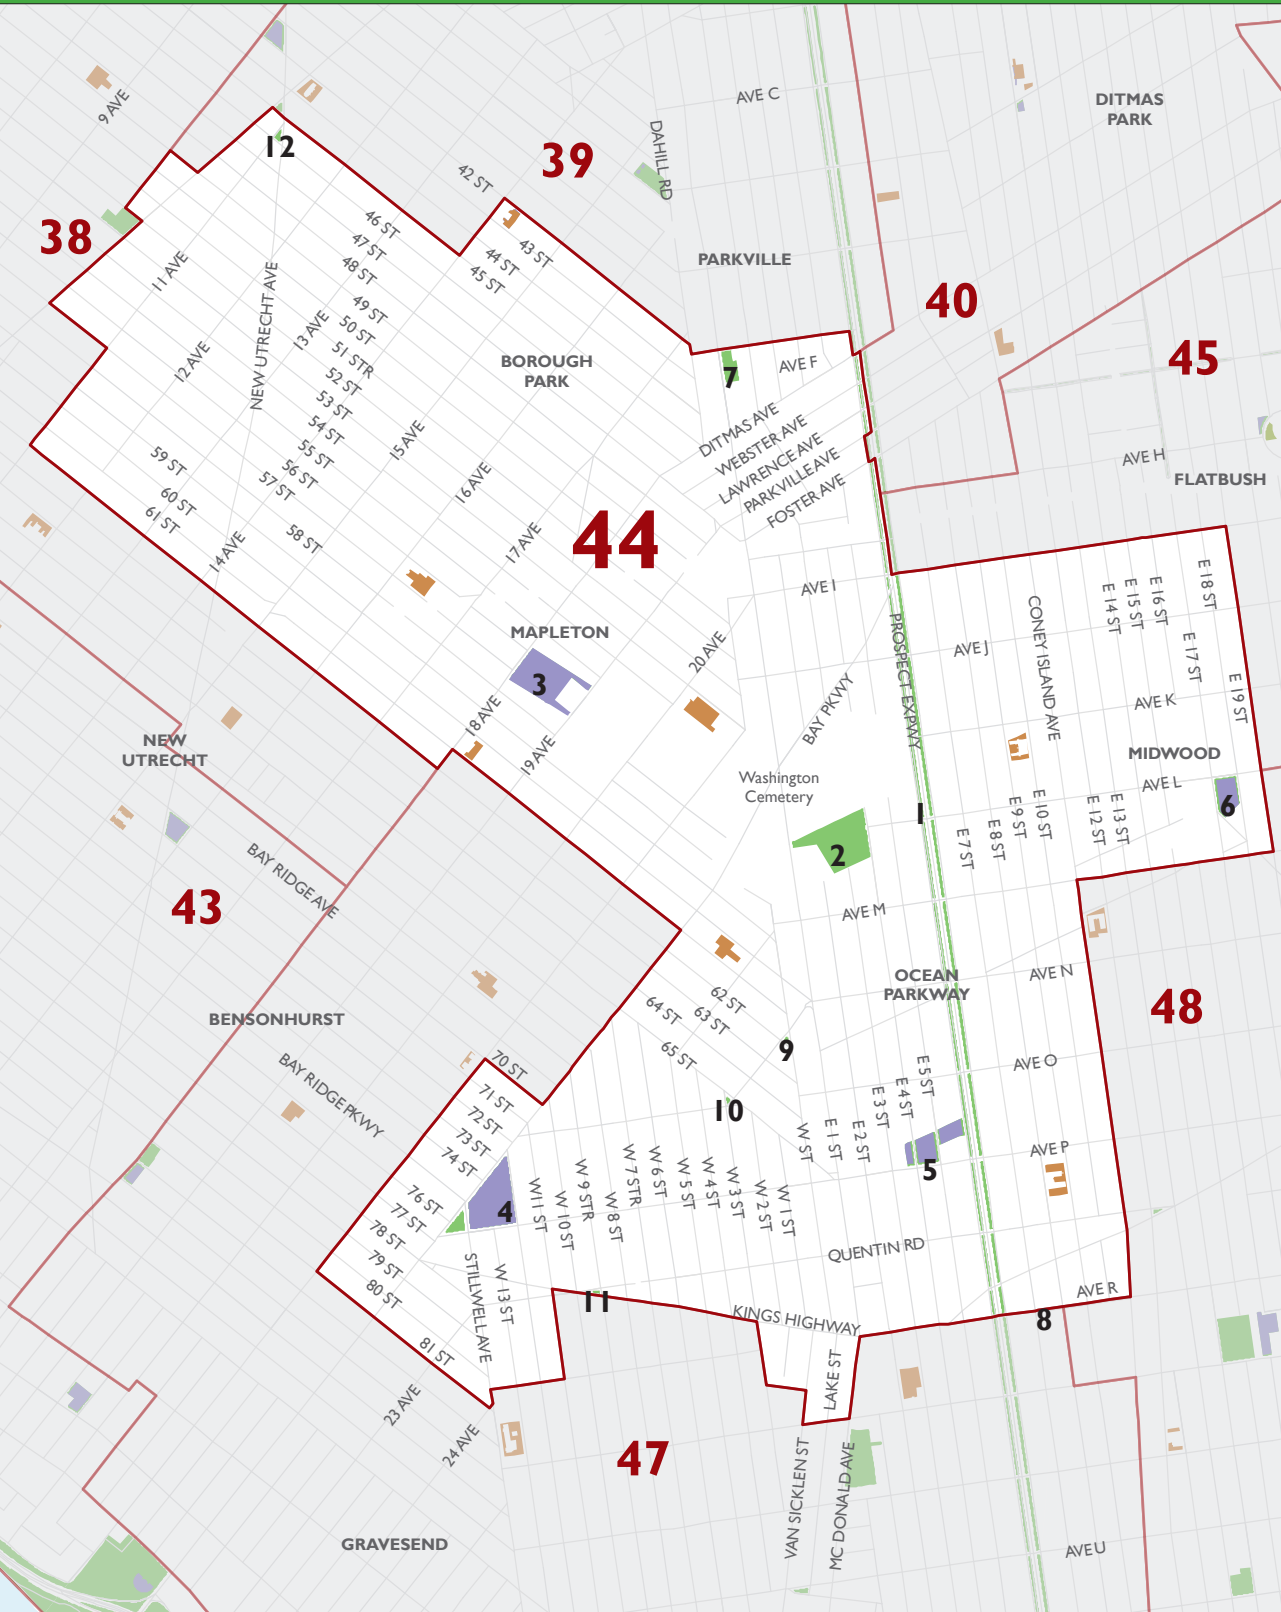 9 AVE
AVE C
DITMAS
PARK
12
39
DAHILL RD
42 ST
38
46 ST
47 ST
48 ST
43 ST
44 ST
45 ST
PARKVILLE
11 AVE
NEW UTRECHT AVE
13 AVE
49 ST
50 ST
51 STR
52 ST
53 ST
54 ST
55 ST
56 ST
57 ST
58 ST
40
45
12 AVE
BOROUGH
PARK
7
AVE F
15 AVE
DITMAS AVE
WEBSTER AVE
LAWRENCE AVE
PARKVILLE AVE
FOSTER AVE
AVE H
FLATBUSH
59 ST
60 ST
61 ST
16 AVE
14 AVE
17 AVE
44
AVE I
E 18 ST
E 14 ST
E 15 ST
E 16 ST
E 17 ST
E 19 ST
MAPLETON
20 AVE
PROSPECT EXPWY
AVE J
CONEY ISLAND AVE
3
18 AVE
19 AVE
BAY PKWY
AVE K
NEW
UTRECHT
MIDWOOD
AVE L
6
Washington
Cemetery
1
2
E 7 ST
E 8 ST
E 9 ST
E 10 ST
E 12 ST
E 13 ST
BAY RIDGE AVE
43
AVE M
OCEAN
PARKWAY
AVE N
48
62 ST
63 ST
64 ST
65 ST
BENSONHURST
9
70 ST
BAY RIDGE PKWY
71 ST
72 ST
73 ST
74 ST
10
AVE O
E 5 ST
E 4 ST
E 3 ST
E 2 ST
E 1 ST
W ST
5
AVE P
76 ST
77 ST
78 ST
79 ST
80 ST
81 ST
4
W 11 ST
W 10 ST
W 9 STR
W 8 ST
W 7 STR
W 6 ST
W 5 ST
W 4 ST
W 3 ST
W 2 ST
W 1 ST
QUENTIN RD
STILLWELL AVE
W 13 ST
11
KINGS HIGHWAY
AVE R
8
LAKE ST
23 AVE
24 AVE
47
VAN SICKLEN ST
MC DONALD AVE
GRAVESEND
AVE U